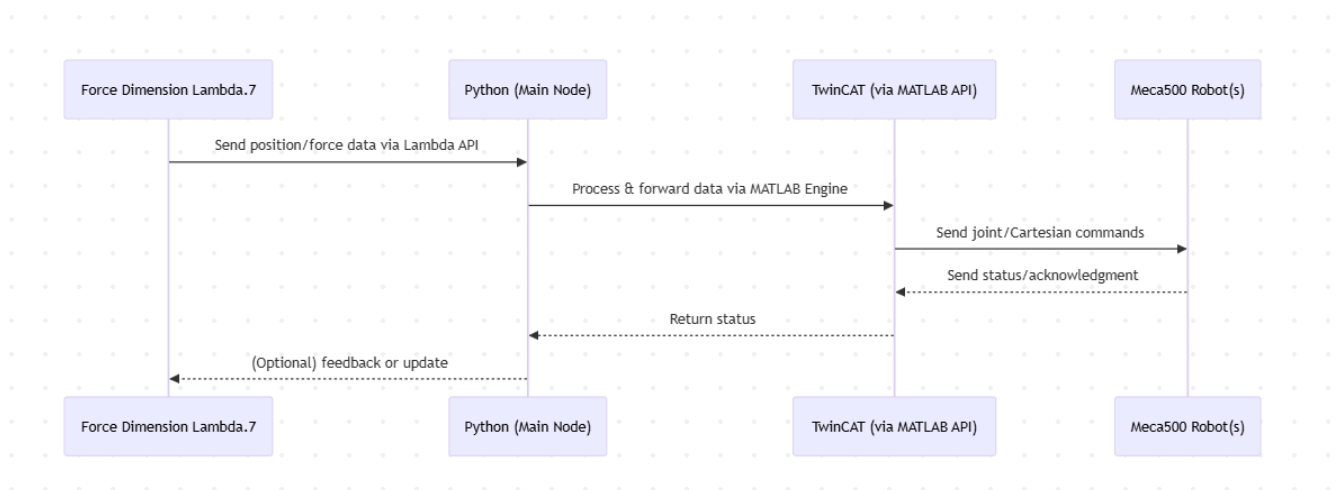 Force Dimension Lambda.7
Python (Main Node)
TwinCAT (via MATLAB API)
Meca500 Robot(s)
Send position/force data via Lambda API
Process & forward data via MATLAB Engine
Send joint/Cartesian commands
Send status/acknowledgment
Return status
(Optional) feedback or update
Force Dimension Lambda.7
Python (Main Node)
TwinCAT (via MATLAB API)
Meca500 Robot(s)